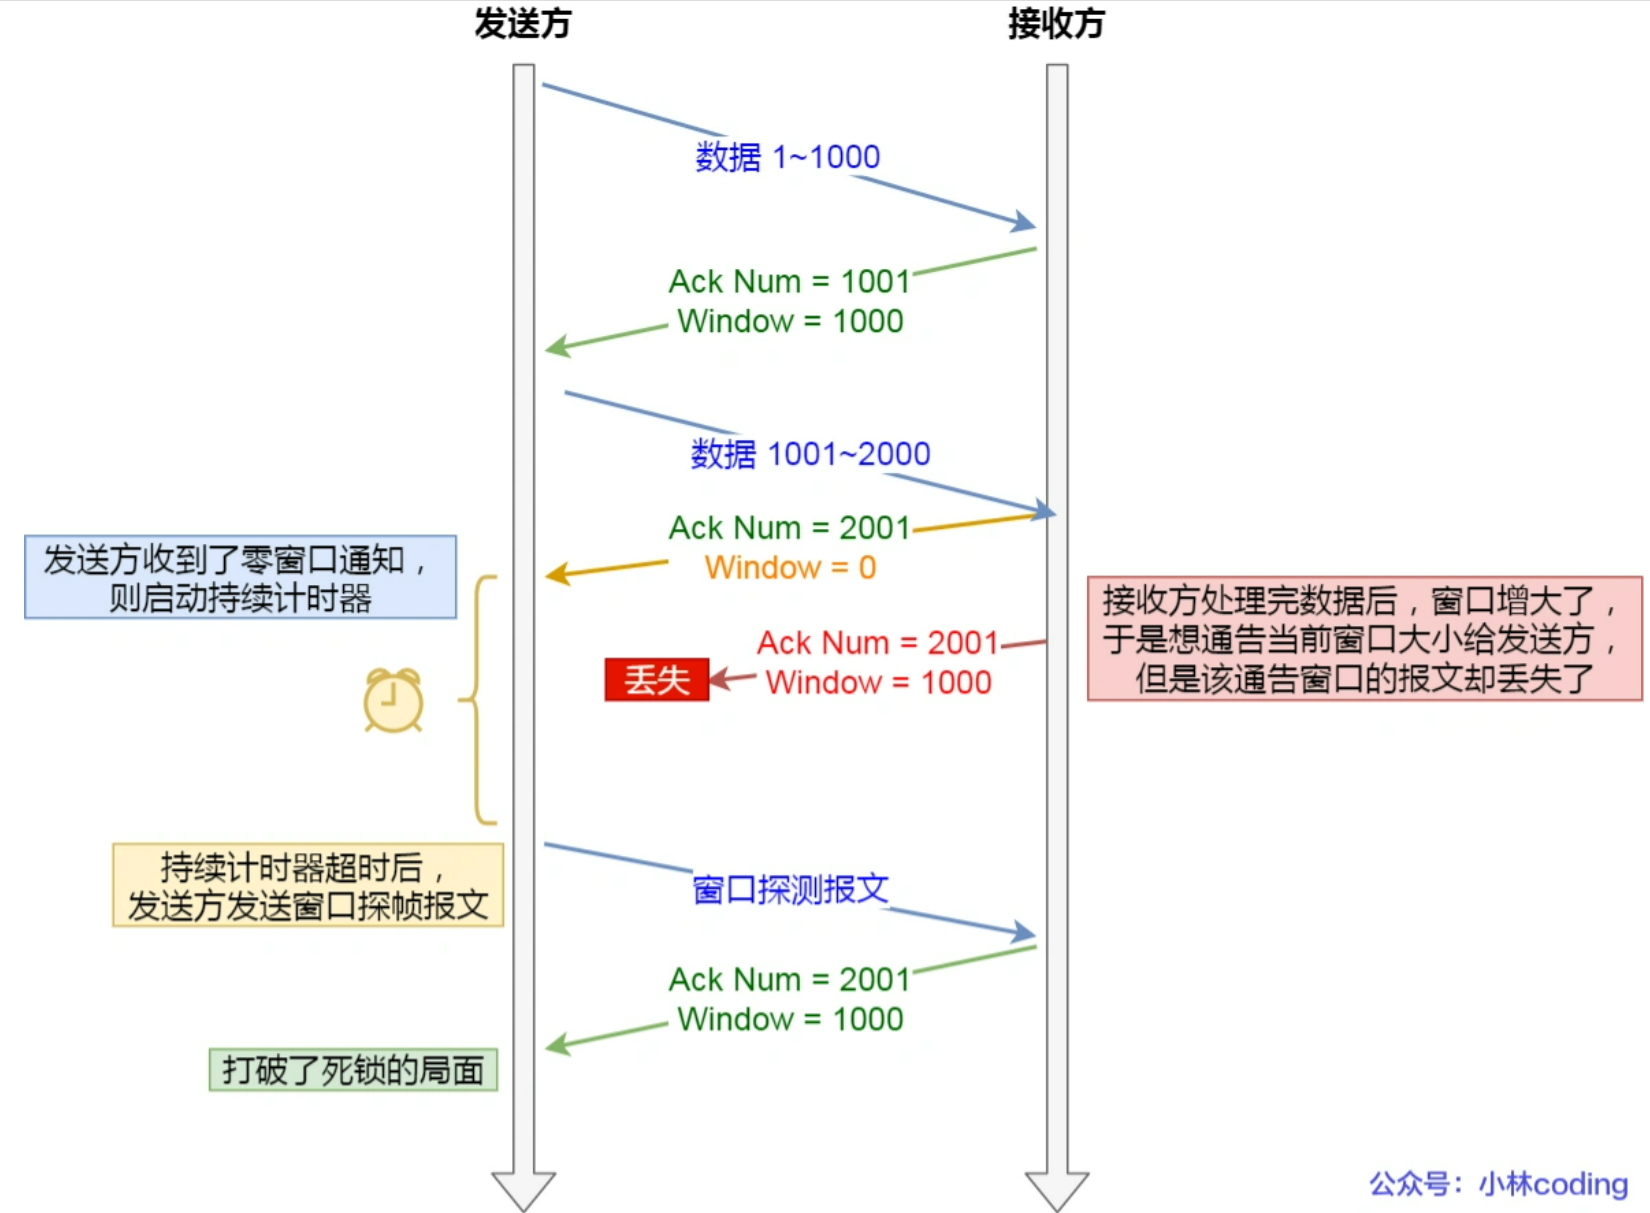 发送方
接收方
数据 1~1000
Ack Num = 1001
Window = 1000
数据 1001~2000
Ack Num = 2001
Window = 0
发送方收到了零窗口通知，
则启动持续计时器
接收方处理完数据后，窗口增大了，
于是想通告当前窗口大小给发送方，
但是该通告窗口的报文却丢失了
Ack Num = 2001
Window = 1000
丢失
持续计时器超时后，
发送方发送窗口探帧报文
窗口探测报文
Ack Num = 2001
Window = 1000
打破了死锁的局面
公众号：小林coding